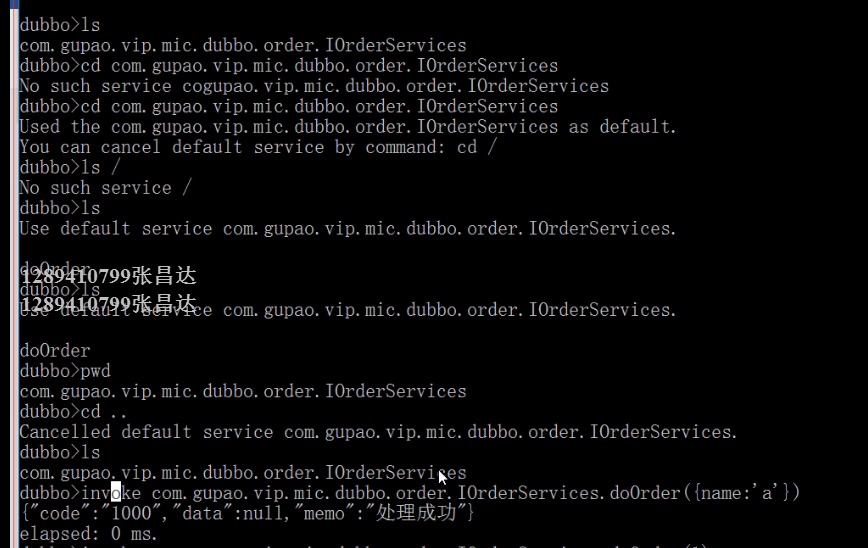 dubbo>ls
com.gupao.vip.mic.dubbo.order.IOrderServices
dubbo>cd com.gupao.vip.mic.dubbo.order.IOrderServices
No such service cogupao.vip.mic.dubbo.order.IOrderServices
dubbo>cd com.gupao.vip.mic.dubbo.order.IOrderServices
Used the com.gupao.vip.mic.dubbo.order.IOrderServices as default.
You can cancel default service by command: cd /
dubbo>ls /
No such service /
dubbo>ls
Use default service com.gupao.vip.mic.dubbo.order.IOrderServices.
doOrder
1289410799张昌达
dubbo>ls
1289410799张昌达
Use default service com.gupao.vip.mic.dubbo.order.IOrderServices.
doOrder
dubbo>pwd
com.gupao.vip.mic.dubbo.order.IOrderServices
dubbo>cd ..
Cancelled default service com.gupao.vip.mic.dubbo.order.IOrderServices.
dubbo>ls
com.gupao.vip.mic.dubbo.order.IOrderServices
dubbo>invoke com.gupao.vip.mic.dubbo.order.IOrderServices.doOrder({name:'a'})
{"code":"1000","data":null,"memo":"处理成功"}
elapsed: 0 ms.